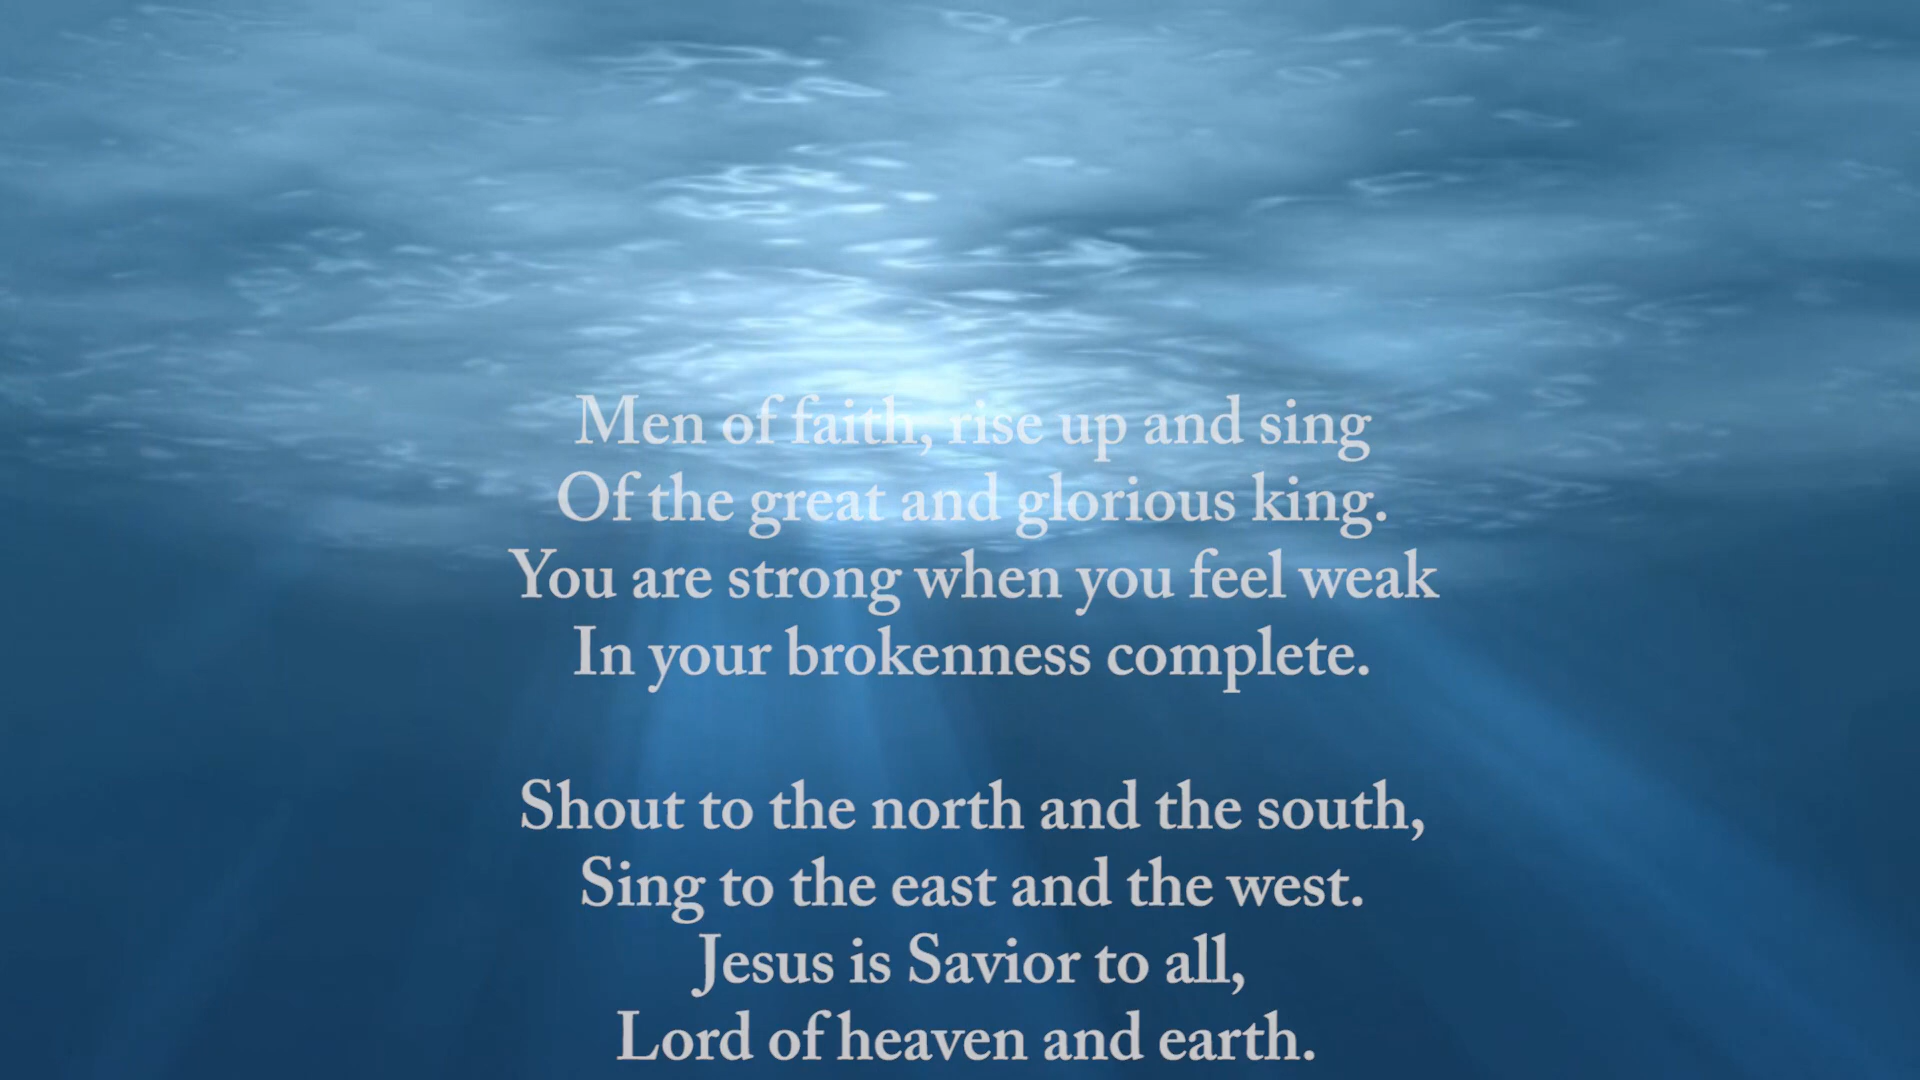 Men of faith, rise up and sing
Of the great and glorious king.
You are strong when you feel weak
In your brokenness complete.
Shout to the north and the south,
Sing to the east and the west.
Jesus is Savior to all,
Lord of heaven and earth.